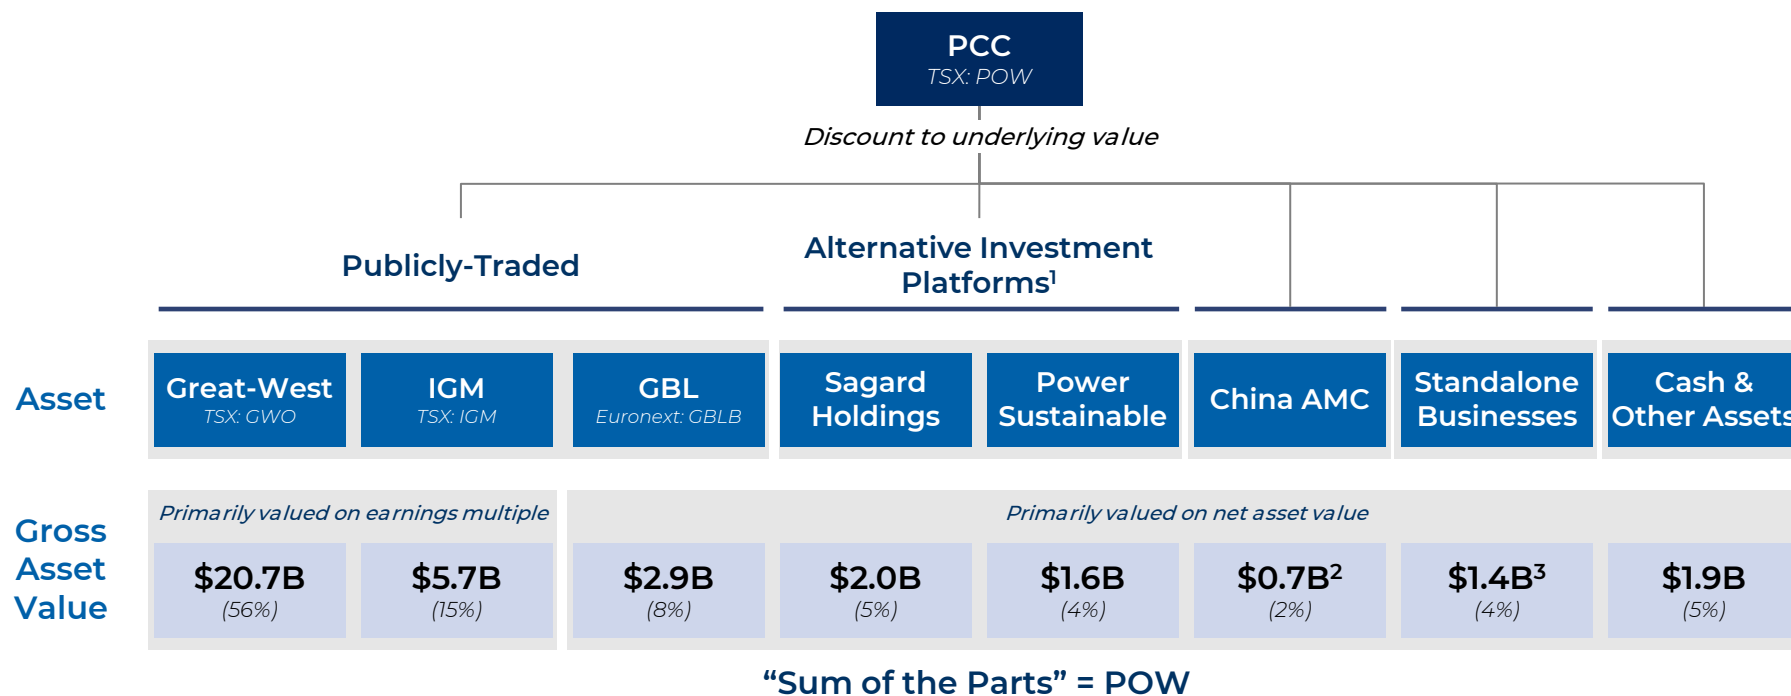 PCC
TSX: POW
Discount to underlying value
Publicly-Traded
Alternative Investment
Platforms¹
Asset
Great-West
TSX: GWO
IGM
TSX: IGM
GBL
Euronext: GBLB
Sagard
Holdings
Power
Sustainable
China AMC
Standalone
Businesses
Cash &
Other Assets
Gross
Asset
Value
Primarily valued on earnings multiple
Primarily valued on net asset value
$20.7B
(56%)
$5.7B
(15%)
$2.9B
(8%)
$2.0B
(5%)
$1.6B
(4%)
$0.7B²
(2%)
$1.4B³
(4%)
$1.9B
(5%)
“Sum of the Parts” = POW